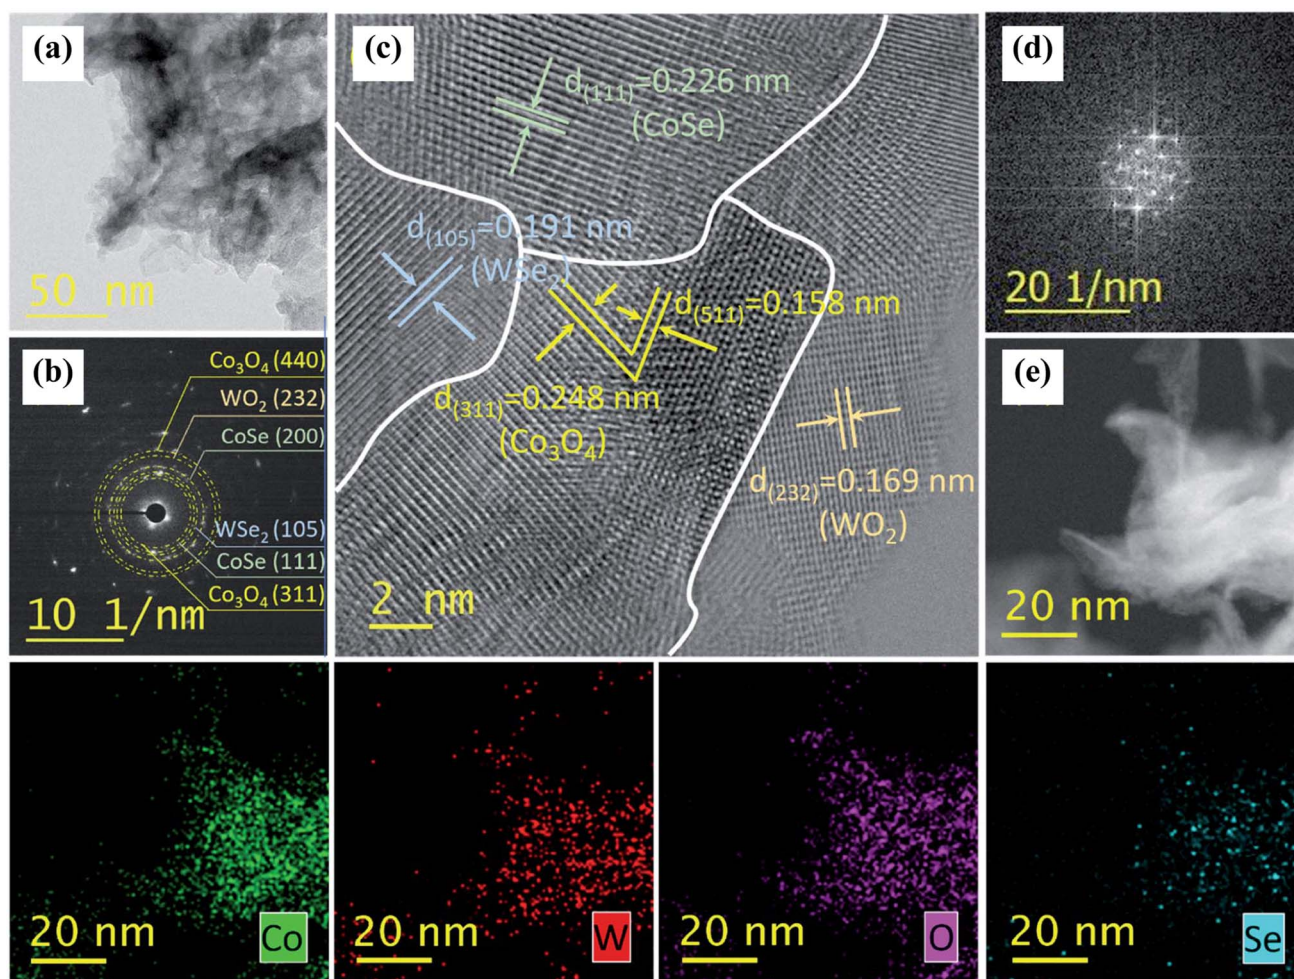 (a)
50 nm
(b)
Co₃O₄ (440)
WO₂ (232)
CoSe (200)
WSe₂ (105)
CoSe (111)
Co₃O₄ (311)
10 1/nm
(c)
d(111)=0.226 nm
(CoSe)
d(105)=0.191 nm
(WSe₂)
d(511)=0.158 nm
d(311)=0.248 nm
(Co₃O₄)
d(232)=0.169 nm
(WO₂)
2 nm
(d)
20 1/nm
(e)
20 nm
20 nm
Co
20 nm
W
20 nm
O
20 nm
Se